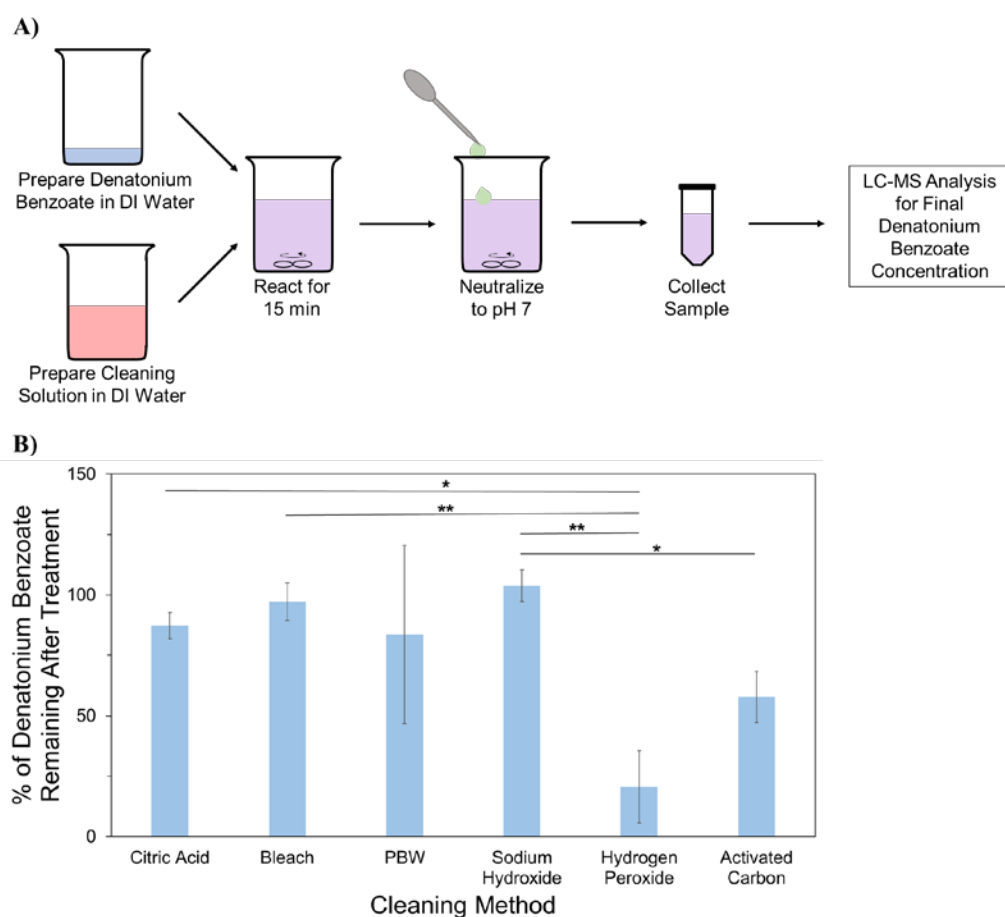 A)
Prepare Denatonium
Benzoate in DI Water
Prepare Cleaning
Solution in DI Water
React for
15 min
Neutralize
to pH 7
Collect
Sample
LC-MS Analysis
for Final
Denatonium
Benzoate
Concentration
B)
% of Denatonium Benzoate
Remaining After Treatment
150
100
50
0
*
**
**
*
Citric Acid
Bleach
PBW
Sodium
Hydroxide
Hydrogen
Peroxide
Activated
Carbon
Cleaning Method